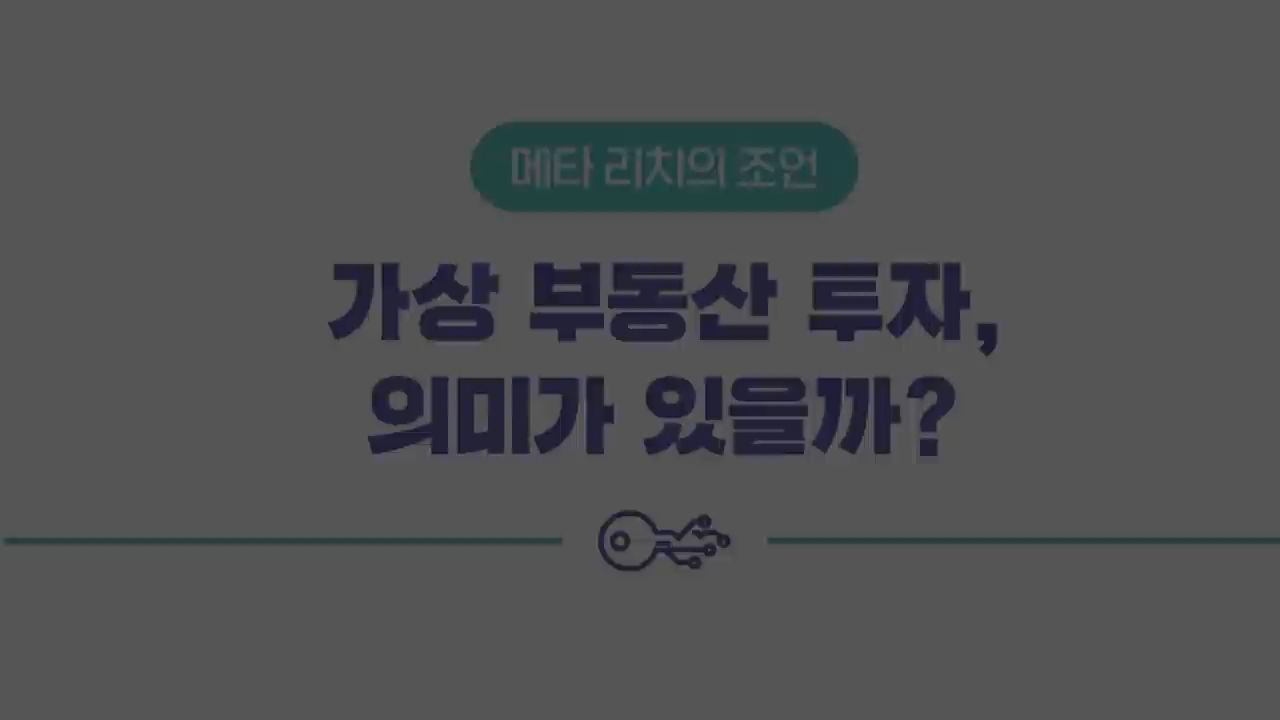 메타 리치의 조언
가상 부동산 투자,
의미가 있을까?